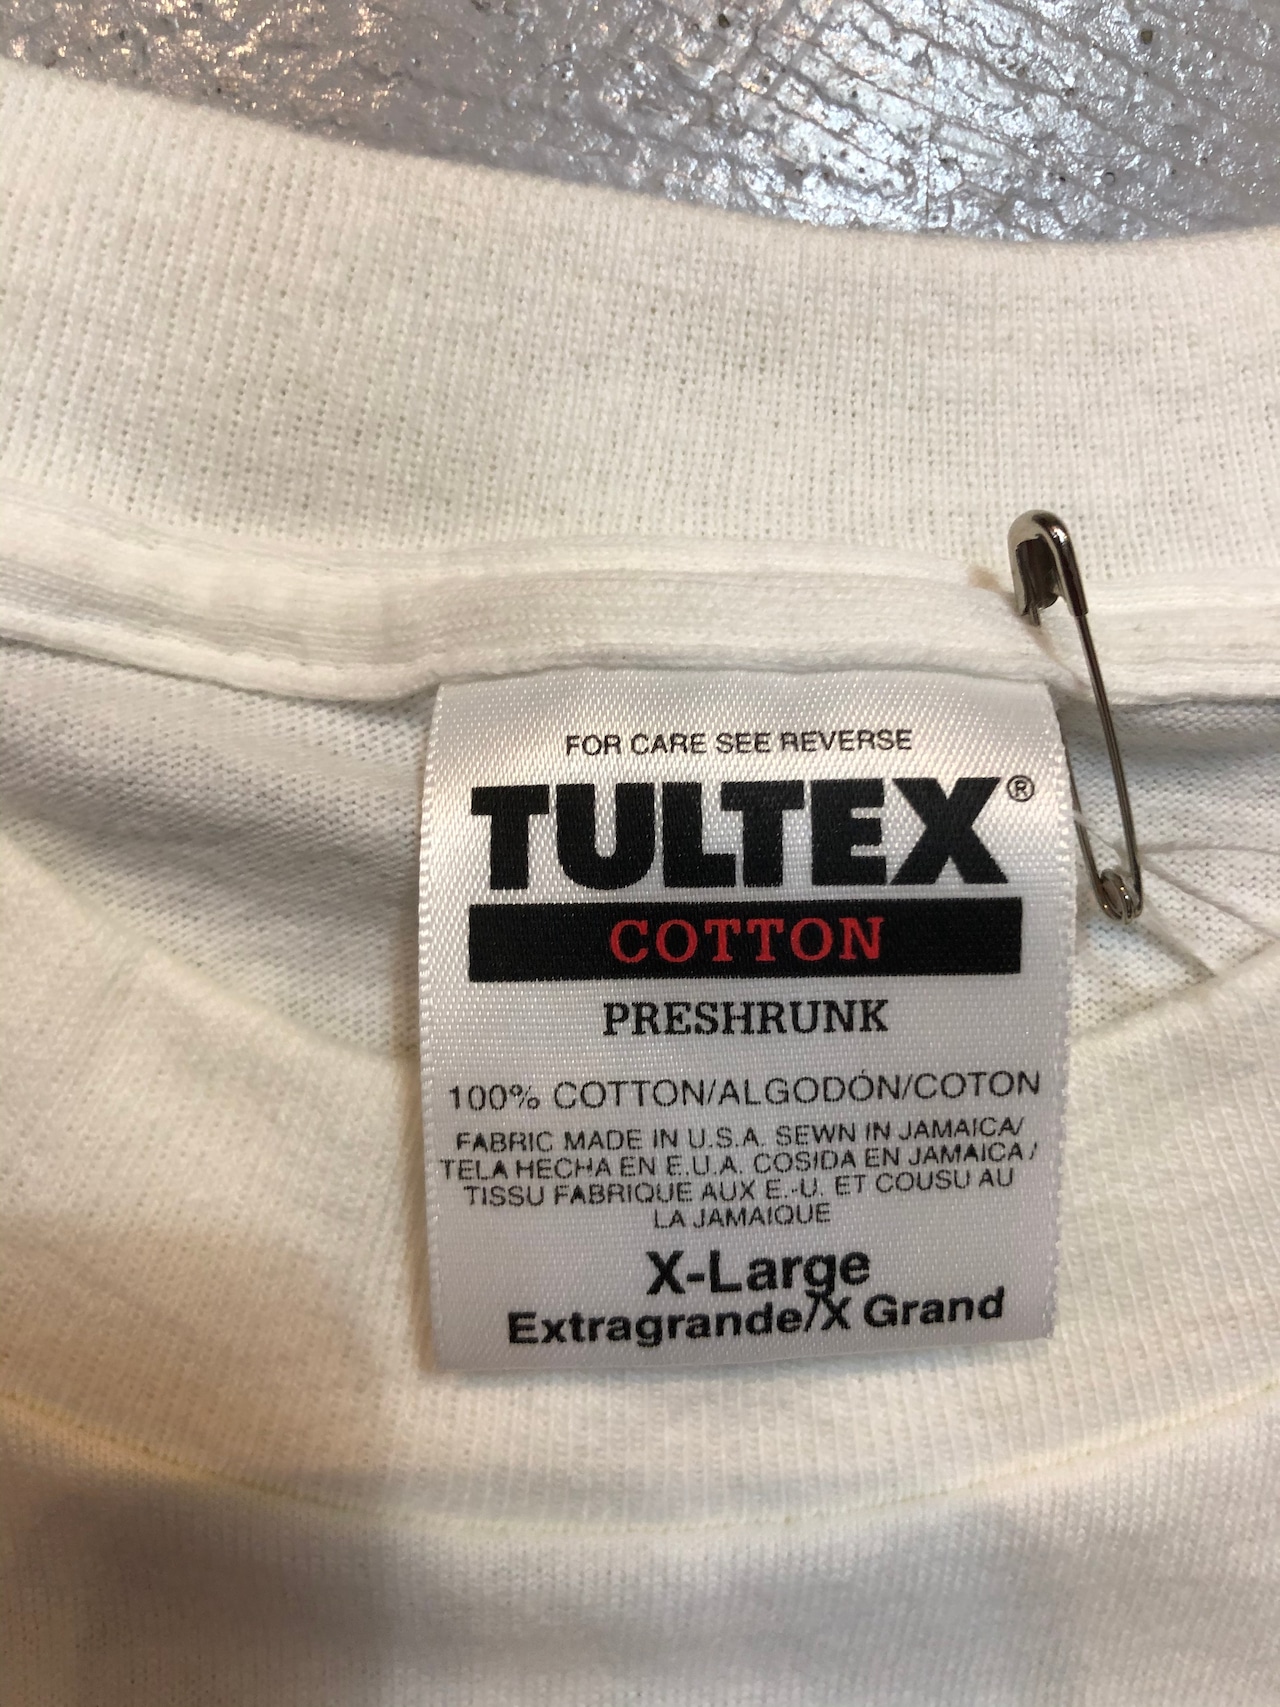 FOR CARE SEE REVERSE
TULTEX®
COTTON
PRESHRUNK
100% COTTON/ALGODÓN/COTON
FABRIC MADE IN U.S.A. SEWN IN JAMAICA/
TELA HECHA EN E.U.A. COSIDA EN JAMAICA/
TISSU FABRIQUE AUX E.-U. ET COUSU AU
LA JAMAIQUE
X-Large
Extragrande/X Grand